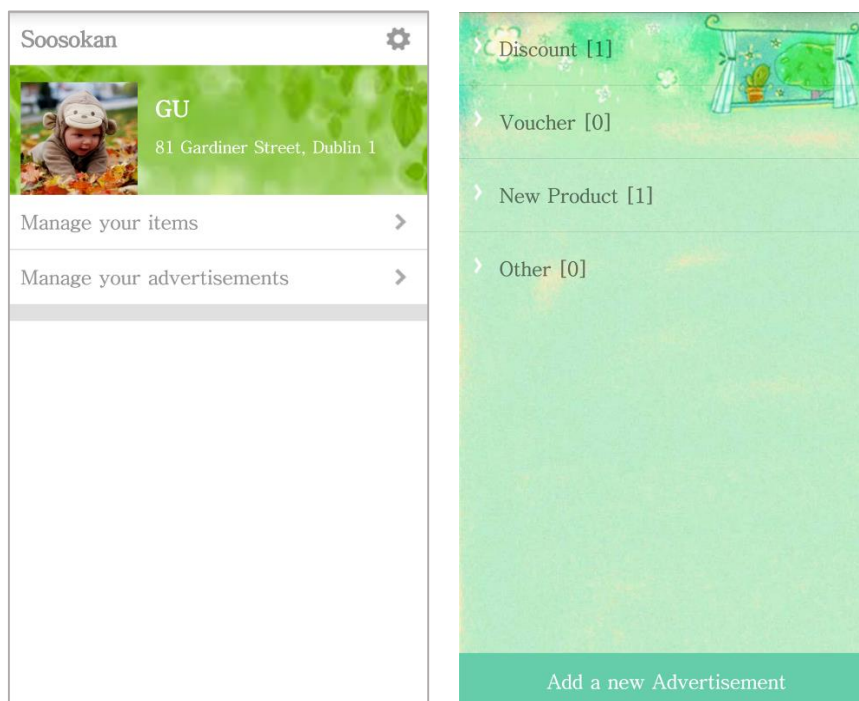 Soosokan
GU
81 Gardiner Street, Dublin 1
Manage your items
Manage your advertisements
Discount [1]
Voucher [0]
New Product [1]
Other [0]
Add a new Advertisement